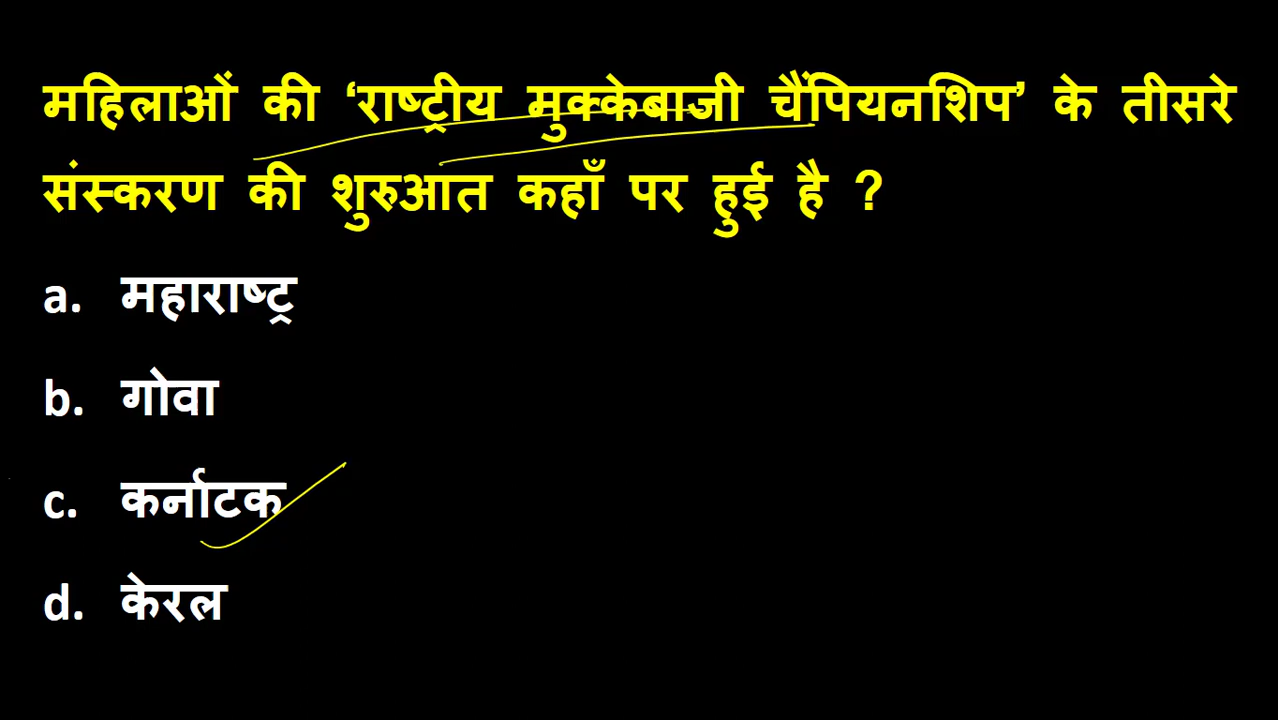 महिलाओं की ‘राष्ट्रीय मुक्केबाजी चैंपियनशिप’ के तीसरे
संस्करण की शुरुआत कहाँ पर हुई है ?
a. महाराष्ट्र
b. गोवा
c. कर्नाटक
d. केरल